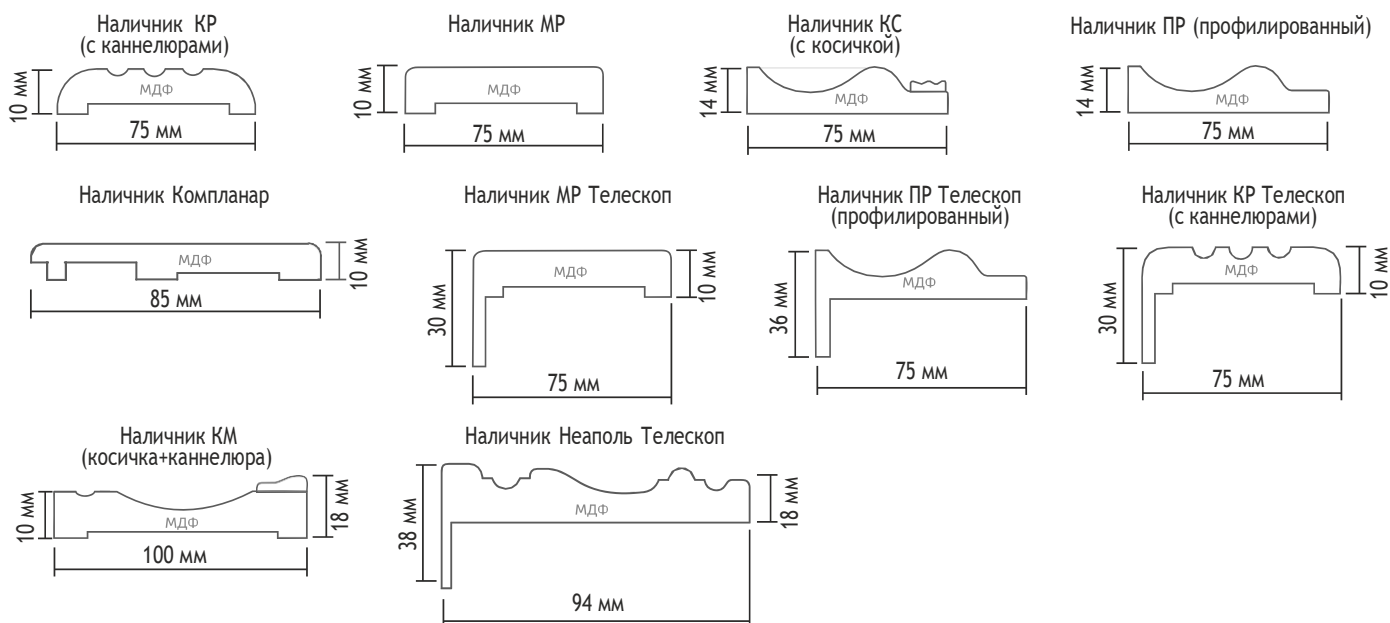 Наличник КР
(с каннелюрами)
10 мм
МДФ
75 мм
Наличник МР
10 мм
МДФ
75 мм
Наличник КС
(с косичкой)
14 мм
МДФ
75 мм
Наличник ПР (профилированный)
14 мм
МДФ
75 мм
Наличник Компланар
МДФ
10 мм
85 мм
Наличник МР Телескоп
30 мм
МДФ
10 мм
75 мм
Наличник ПР Телескоп
(профилированный)
36 мм
МДФ
75 мм
Наличник КР Телескоп
(с каннелюрами)
30 мм
МДФ
10 мм
75 мм
Наличник КМ
(косичка+каннелюра)
10 мм
МДФ
18 мм
100 мм
Наличник Неаполь Телескоп
38 мм
МДФ
18 мм
94 мм